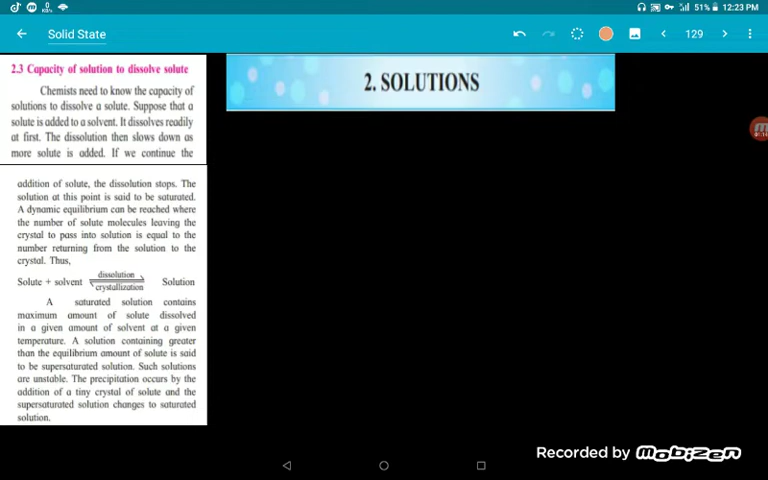 51% 12:23 PM
Solid State
129
2.3 Capacity of solution to dissolve solute
Chemists need to know the capacity of
solutions to dissolve a solute. Suppose that a
solute is added to a solvent. It dissolves readily
at first. The dissolution then slows down as
more solute is added. If we continue the
addition of solute, the dissolution stops. The
solution at this point is said to be saturated.
A dynamic equilibrium can be reached where
the number of solute molecules leaving the
crystal to pass into solution is equal to the
number returning from the solution to the
crystal. Thus,
dissolution
Solute + solvent Solution
crystallization
A saturated solution contains
maximum amount of solute dissolved
in a given amount of solvent at a given
temperature. A solution containing greater
than the equilibrium amount of solute is said
to be supersaturated solution. Such solutions
are unstable. The precipitation occurs by the
addition of a tiny crystal of solute and the
supersaturated solution changes to saturated
solution.
2. SOLUTIONS
Recorded by MOBIZEN